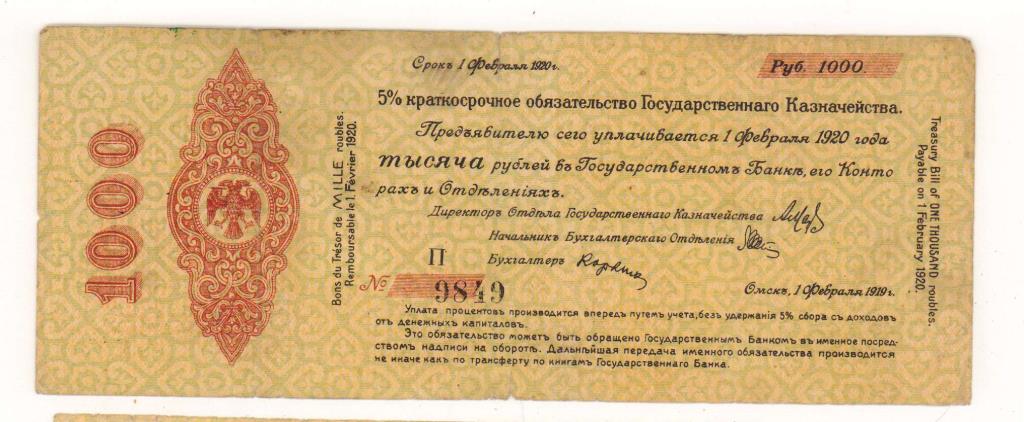 1000
Bons du Trésor de MILLE roubles.
Remboursable le 1 Février 1920.
Срокъ 1 Февраля 1920 г.
Руб. 1000.
5% краткосрочное обязательство Государственнаго Казначейства.
Предъявителю сего уплачивается 1 Февраля 1920 года
тысяча рублей въ Государственномъ Банкѣ, его Конто
рахъ и Отдѣленіяхъ.
Директоръ Отдѣла Государственнаго Казначейства
Начальникъ Бухгалтерскаго Отдѣленія
Бухгалтеръ
П
№ 9849
Омскъ, 1 Февраля 1919 г.
Уплата процентовъ производится впередъ путемъ учета, безъ удержанія 5% сбора съ доходовъ
отъ денежныхъ капиталовъ.
Это обязательство можетъ быть обращено Государственнымъ Банкомъ въ именное посред-
ствомъ надписи на оборотѣ. Дальнѣйшая передача именного обязательства производится
не иначе какъ по трансферту по книгамъ Государственнаго Банка.
Treasury Bill of ONE THOUSAND roubles.
Payable on 1 February 1920.